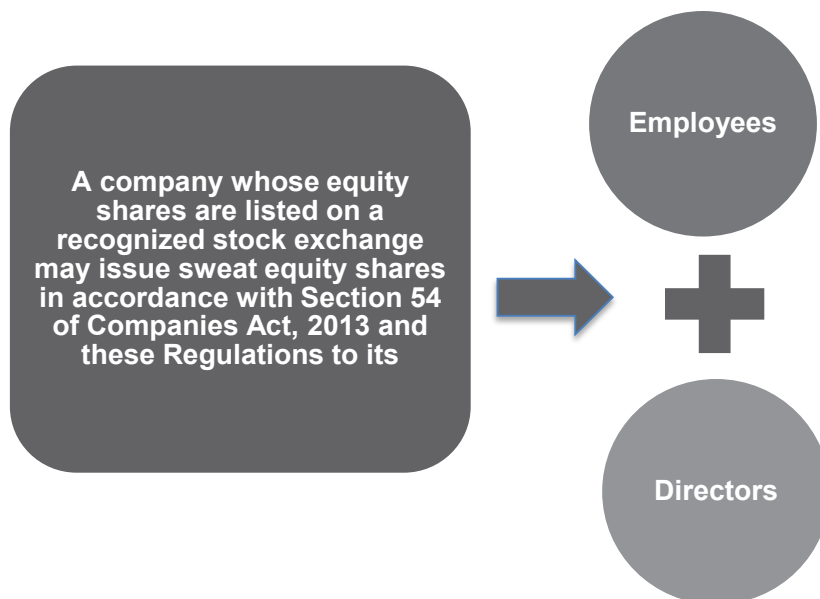 A company whose equity
shares are listed on a
recognized stock exchange
may issue sweat equity shares
in accordance with Section 54
of Companies Act, 2013 and
these Regulations to its
Employees
Directors